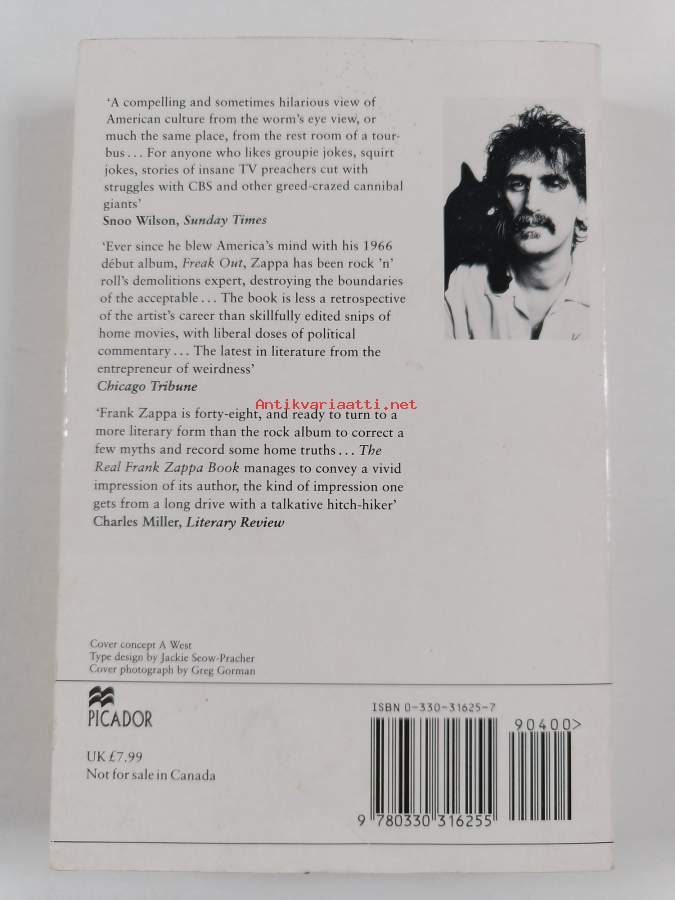 ‘A compelling and sometimes hilarious view of
American culture from the worm’s eye view, or
much the same place, from the rest room of a tour-
bus... For anyone who likes groupie jokes, squirt
jokes, stories of insane TV preachers cut with
struggles with CBS and other greed-crazed cannibal
giants’
Snoo Wilson, Sunday Times
‘Ever since he blew America’s mind with his 1966
début album, Freak Out, Zappa has been rock ’n’
roll’s demolitions expert, destroying the boundaries
of the acceptable... The book is less a retrospective
of the artist’s career than skillfully edited snips of
home movies, with liberal doses of political
commentary... The latest in literature from the
entrepreneur of weirdness’
Chicago Tribune
Antikvariaatti.net
‘Frank Zappa is forty-eight, and ready to turn to a
more literary form than the rock album to correct a
few myths and record some home truths... The
Real Frank Zappa Book manages to convey a vivid
impression of its author, the kind of impression one
gets from a long drive with a talkative hitch-hiker’
Charles Miller, Literary Review
Cover concept A West
Type design by Jackie Seow-Pracher
Cover photograph by Greg Gorman
PICADOR
UK £7.99
Not for sale in Canada
ISBN 0-330-31625-7
90400>
9 780330 316255